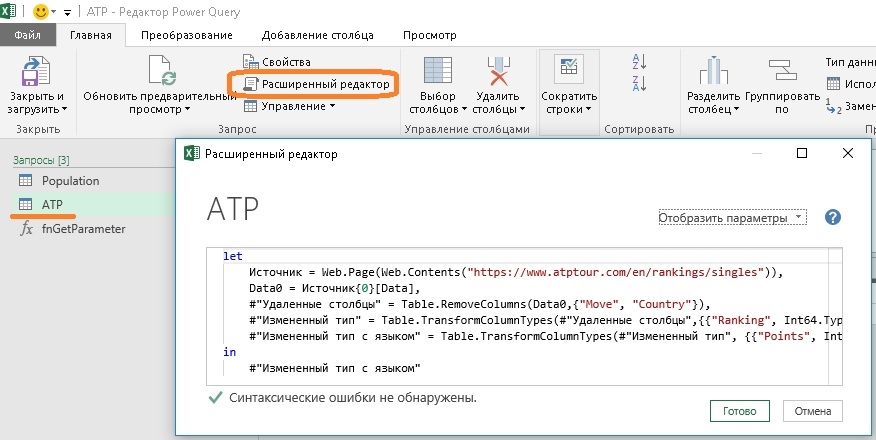 ATP - Редактор Power Query
Файл Главная Преобразование Добавление столбца Просмотр
Закрыть и загрузить
Обновить предварительный просмотр
Свойства
Расширенный редактор
Управление
Выбор столбцов
Удалить столбцы
Сократить строки
Разделить столбец
Группировать по
Тип данны
Испол
Замен
Закрыть Запрос Управление столбцами Сортировать Пр
Запросы [3]
Population
ATP
fx fnGetParameter
Расширенный редактор
ATP
Отобразить параметры
?
let
Источник = Web.Page(Web.Contents("https://www.atptour.com/en/rankings/singles")),
Data0 = Источник{0}[Data],
#"Удаленные столбцы" = Table.RemoveColumns(Data0,{"Move", "Country"}),
#"Измененный тип" = Table.TransformColumnTypes(#"Удаленные столбцы",{{"Ranking", Int64.Typ
#"Измененный тип с языком" = Table.TransformColumnTypes(#"Измененный тип", {{"Points", Int
in
#"Измененный тип с языком"
Синтаксические ошибки не обнаружены.
Готово Отмена